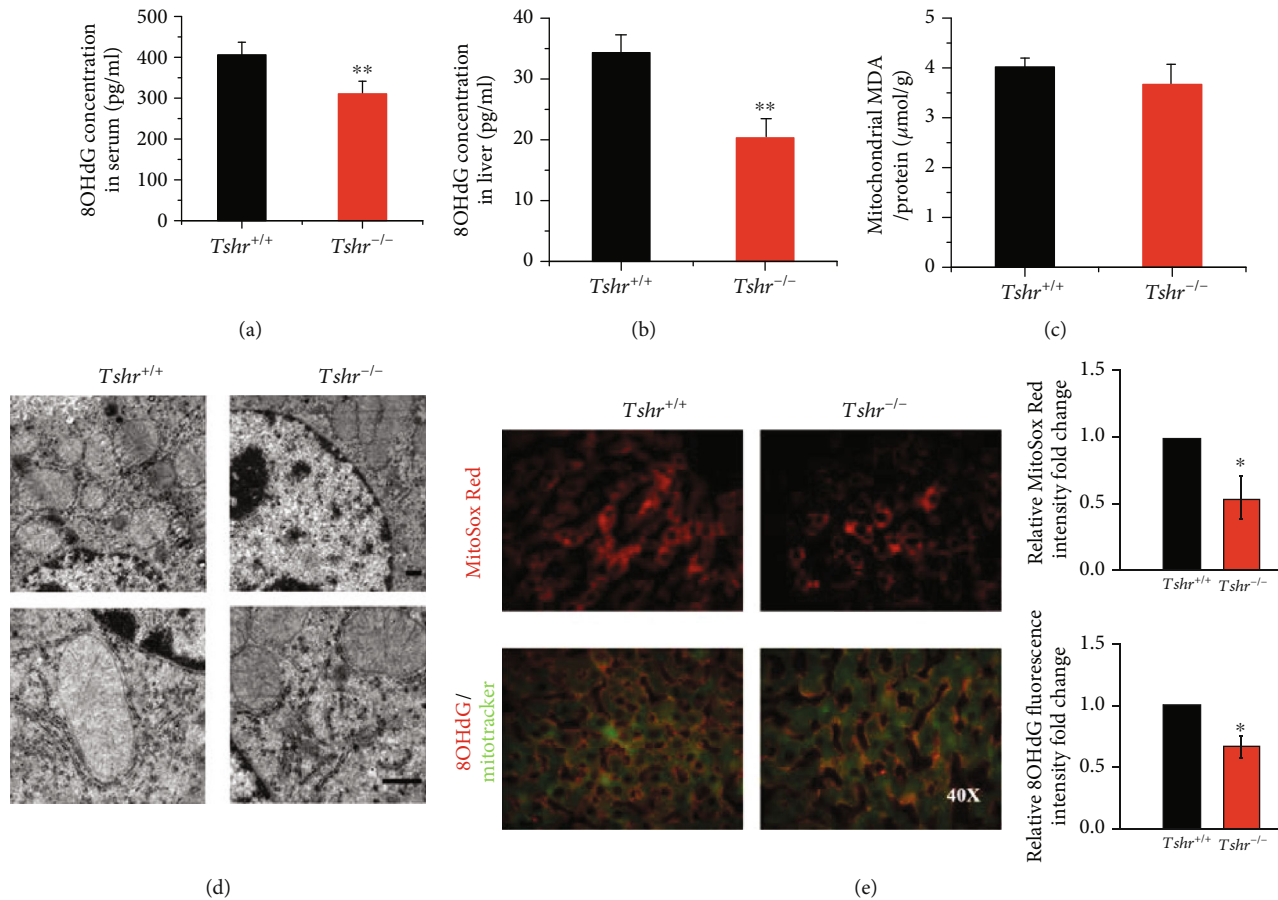 8OHdG concentration
in serum (pg/ml)
500
400
300
200
100
0
**
Tshr+/+
Tshr−/−
(a)
8OHdG concentration
in liver (pg/ml)
40
30
20
10
0
**
Tshr+/+
Tshr−/−
(b)
Mitochondrial MDA
/protein (μmol/g)
5
4
3
2
1
0
Tshr+/+
Tshr−/−
(c)
Tshr+/+
Tshr−/−
(d)
Tshr+/+
Tshr−/−
MitoSox Red
8OHdG/
mitotracker
40X
Relative MitoSox Red
intensity fold change
1.5
1.0
0.5
0.0
*
Tshr+/+
Tshr−/−
Relative 8OHdG fluorescence
intensity fold change
1.5
1.0
0.5
0.0
*
Tshr+/+
Tshr−/−
(e)